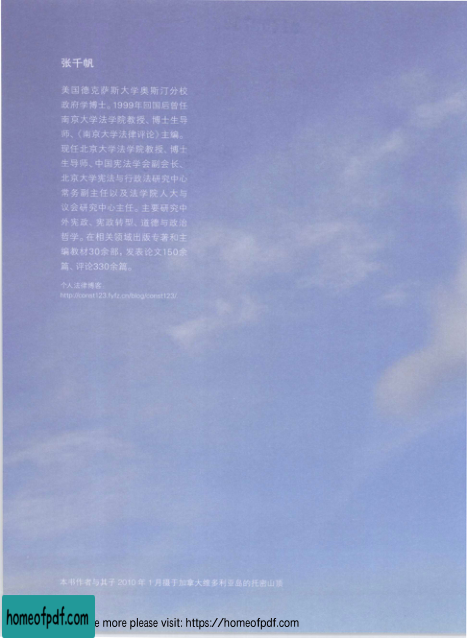 张千帆
美国德克萨斯大学奥斯汀分校
政府学博士。1999年回国后曾任
南京大学法学院教授、博士生导
师、《南京大学法律评论》主编。
现任北京大学法学院教授、博士
生导师、中国宪法学会副会长、
北京大学宪法与行政法研究中心
常务副主任以及法学院人大与
议会研究中心主任。主要研究中
外宪政、宪政转型、道德与政治
哲学。在相关领域出版专著和主
编教材30余部，发表论文150余
篇、评论330余篇。
个人法律博客：
本书作者与其子2010年1月摄于加拿大维多利亚岛的托迪山顶
homeofpdf.com
e more please visit: https://homeofpdf.com